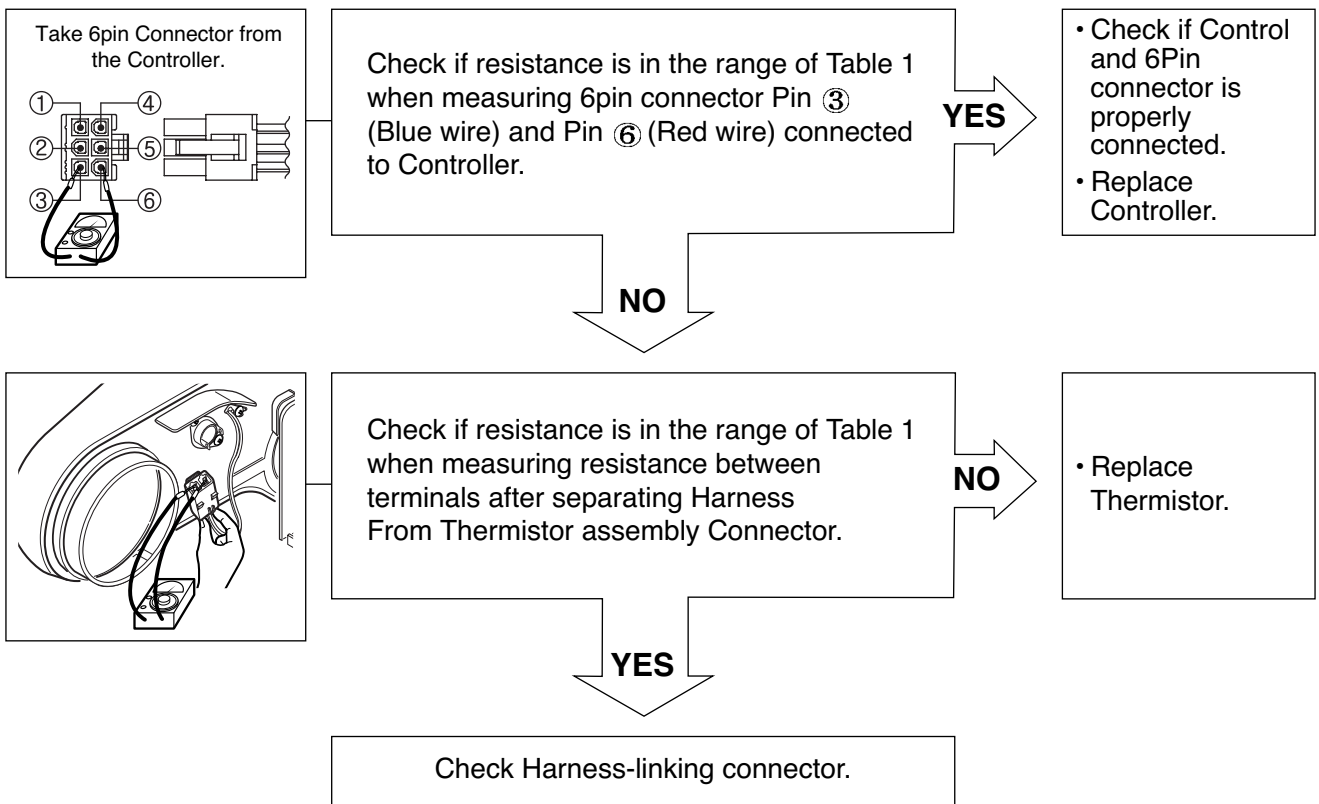 Take 6pin Connector from
the Controller.
①
④
②
⑤
③
⑥
Check if resistance is in the range of Table 1
when measuring 6pin connector Pin ③
(Blue wire) and Pin ⑥ (Red wire) connected
to Controller.
YES
• Check if Control
and 6Pin
connector is
properly
connected.
• Replace
Controller.
NO
Check if resistance is in the range of Table 1
when measuring resistance between
terminals after separating Harness
From Thermistor assembly Connector.
NO
• Replace
Thermistor.
YES
Check Harness-linking connector.